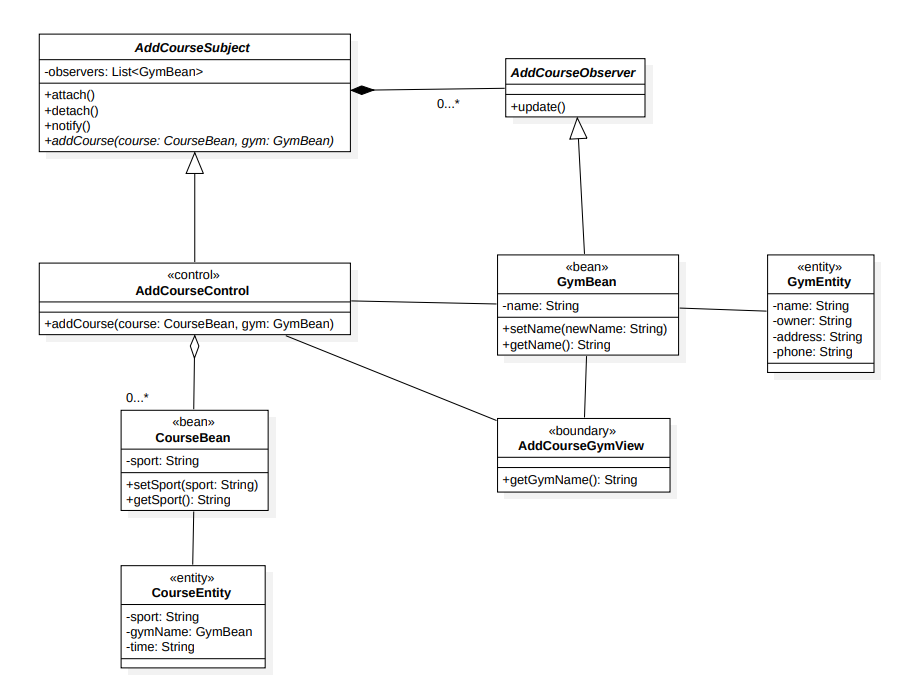 AddCourseSubject
-observers: List<GymBean>
+attach()
+detach()
+notify()
+addCourse(course: CourseBean, gym: GymBean)
0...*
AddCourseObserver
+update()
«control»
AddCourseControl
+addCourse(course: CourseBean, gym: GymBean)
«bean»
GymBean
-name: String
+setName(newName: String)
+getName(): String
«entity»
GymEntity
-name: String
-owner: String
-address: String
-phone: String
0...*
«bean»
CourseBean
-sport: String
+setSport(sport: String)
+getSport(): String
«boundary»
AddCourseGymView
+getGymName(): String
«entity»
CourseEntity
-sport: String
-gymName: GymBean
-time: String